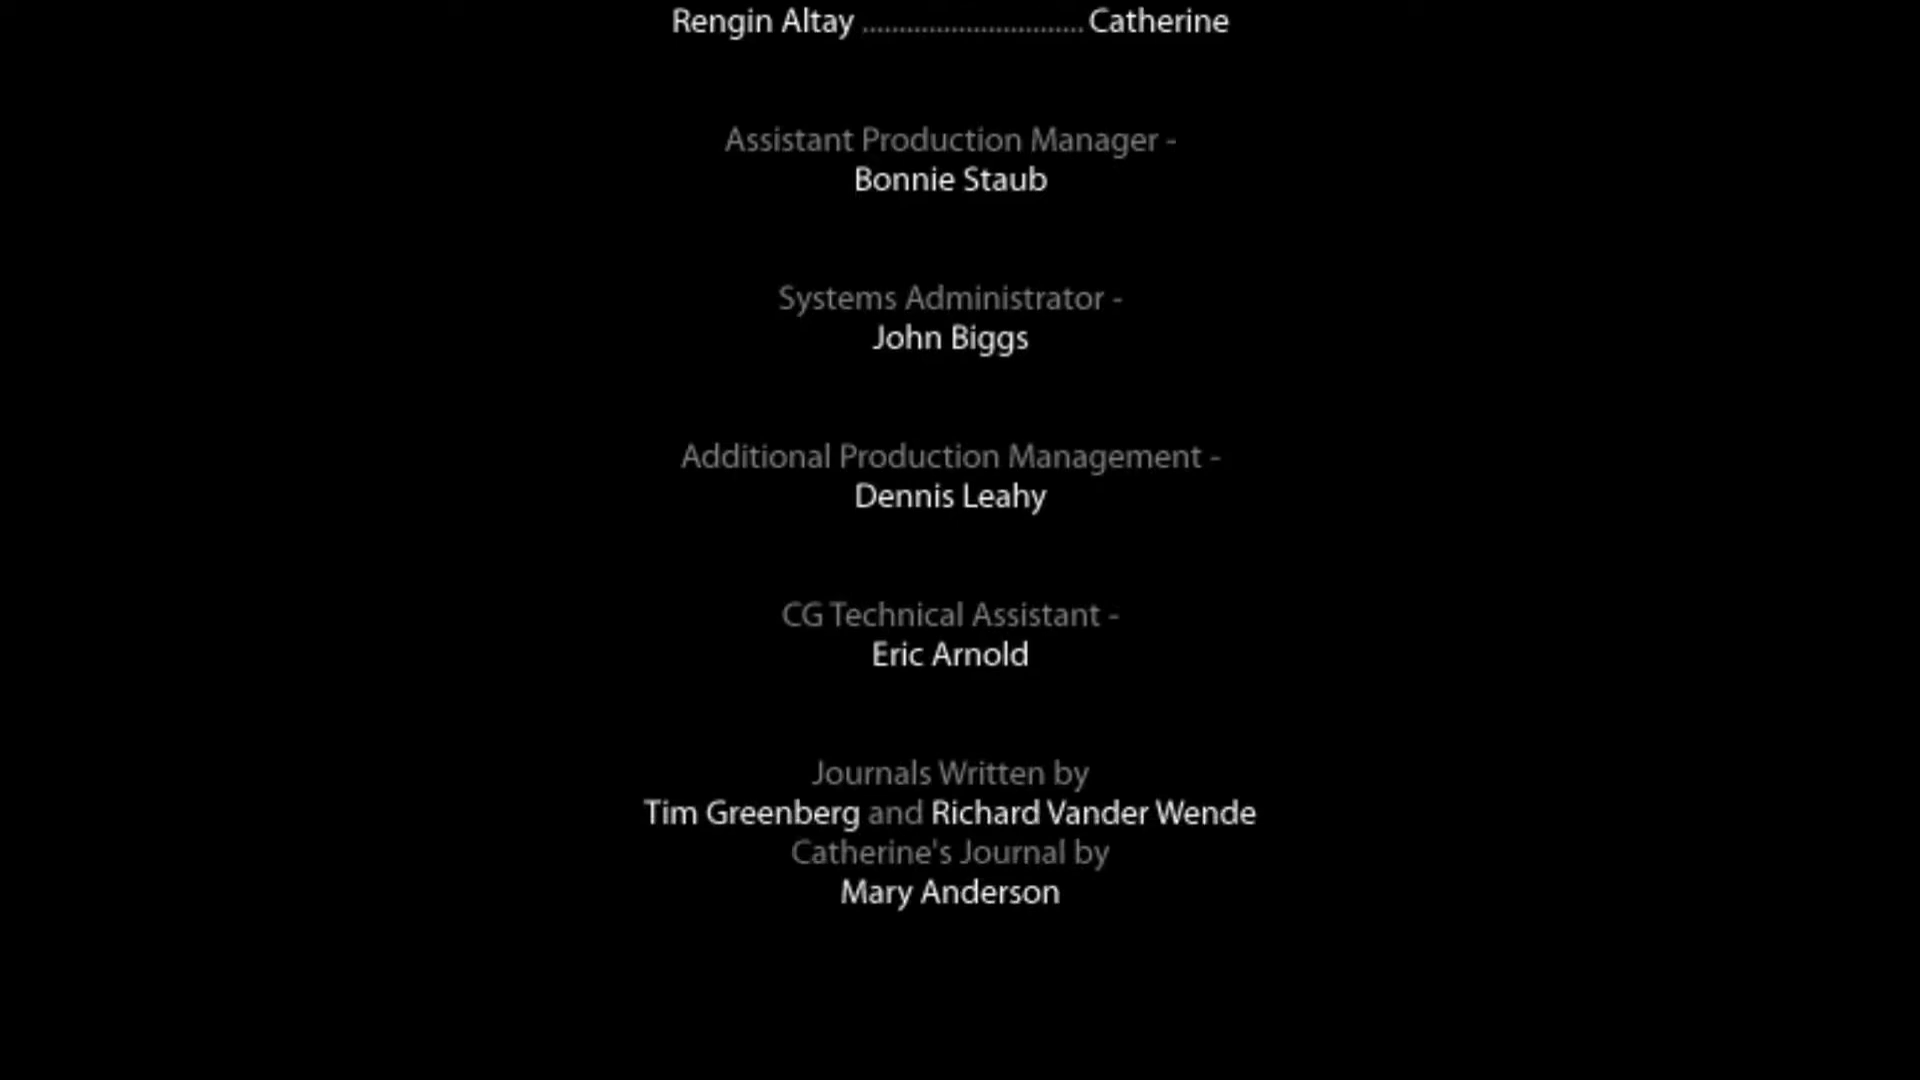 Rengin Altay .............................. Catherine
Assistant Production Manager -
Bonnie Staub
Systems Administrator -
John Biggs
Additional Production Management -
Dennis Leahy
CG Technical Assistant -
Eric Arnold
Journals Written by
Tim Greenberg and Richard Vander Wende
Catherine's Journal by
Mary Anderson